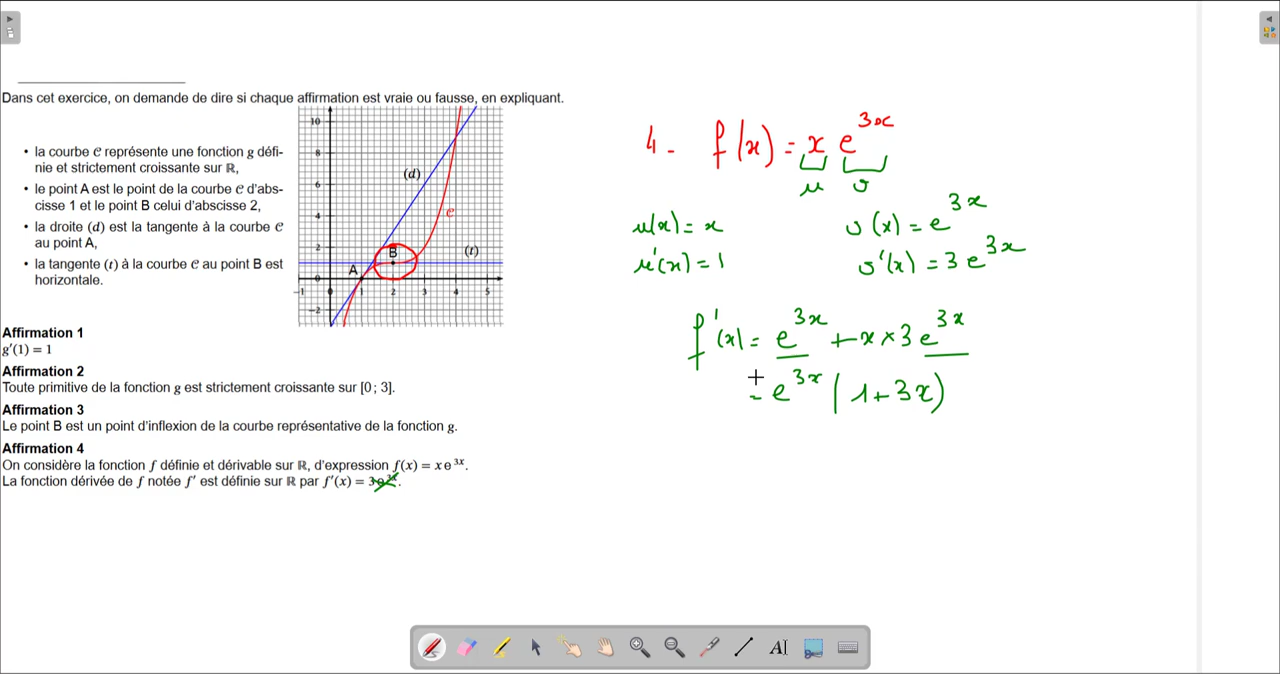 Dans cet exercice, on demande de dire si chaque affirmation est vraie ou fausse, en expliquant.
• la courbe 𝒞 représente une fonction g défi-
nie et strictement croissante sur ℝ,
• le point A est le point de la courbe 𝒞 d'abs-
cisse 1 et le point B celui d'abscisse 2,
• la droite (d) est la tangente à la courbe 𝒞
au point A,
• la tangente (t) à la courbe 𝒞 au point B est
horizontale.
10
8
6
4
2
0
−2
−1 0 1 2 3 4 5
(d)
𝒞
B
(t)
A
Affirmation 1
g′(1) = 1
Affirmation 2
Toute primitive de la fonction g est strictement croissante sur [0 ; 3].
Affirmation 3
Le point B est un point d'inflexion de la courbe représentative de la fonction g.
Affirmation 4
On considère la fonction f définie et dérivable sur ℝ, d'expression f(x) = x e^{3x}.
La fonction dérivée de f notée f′ est définie sur ℝ par f′(x) = 3e^{3x}.
4 - f(x) = x e^{3x}
u v
u(x) = x v(x) = e^{3x}
u'(x) = 1 v'(x) = 3 e^{3x}
f'(x) = e^{3x} + x × 3 e^{3x}
= e^{3x} (1 + 3x)
AI